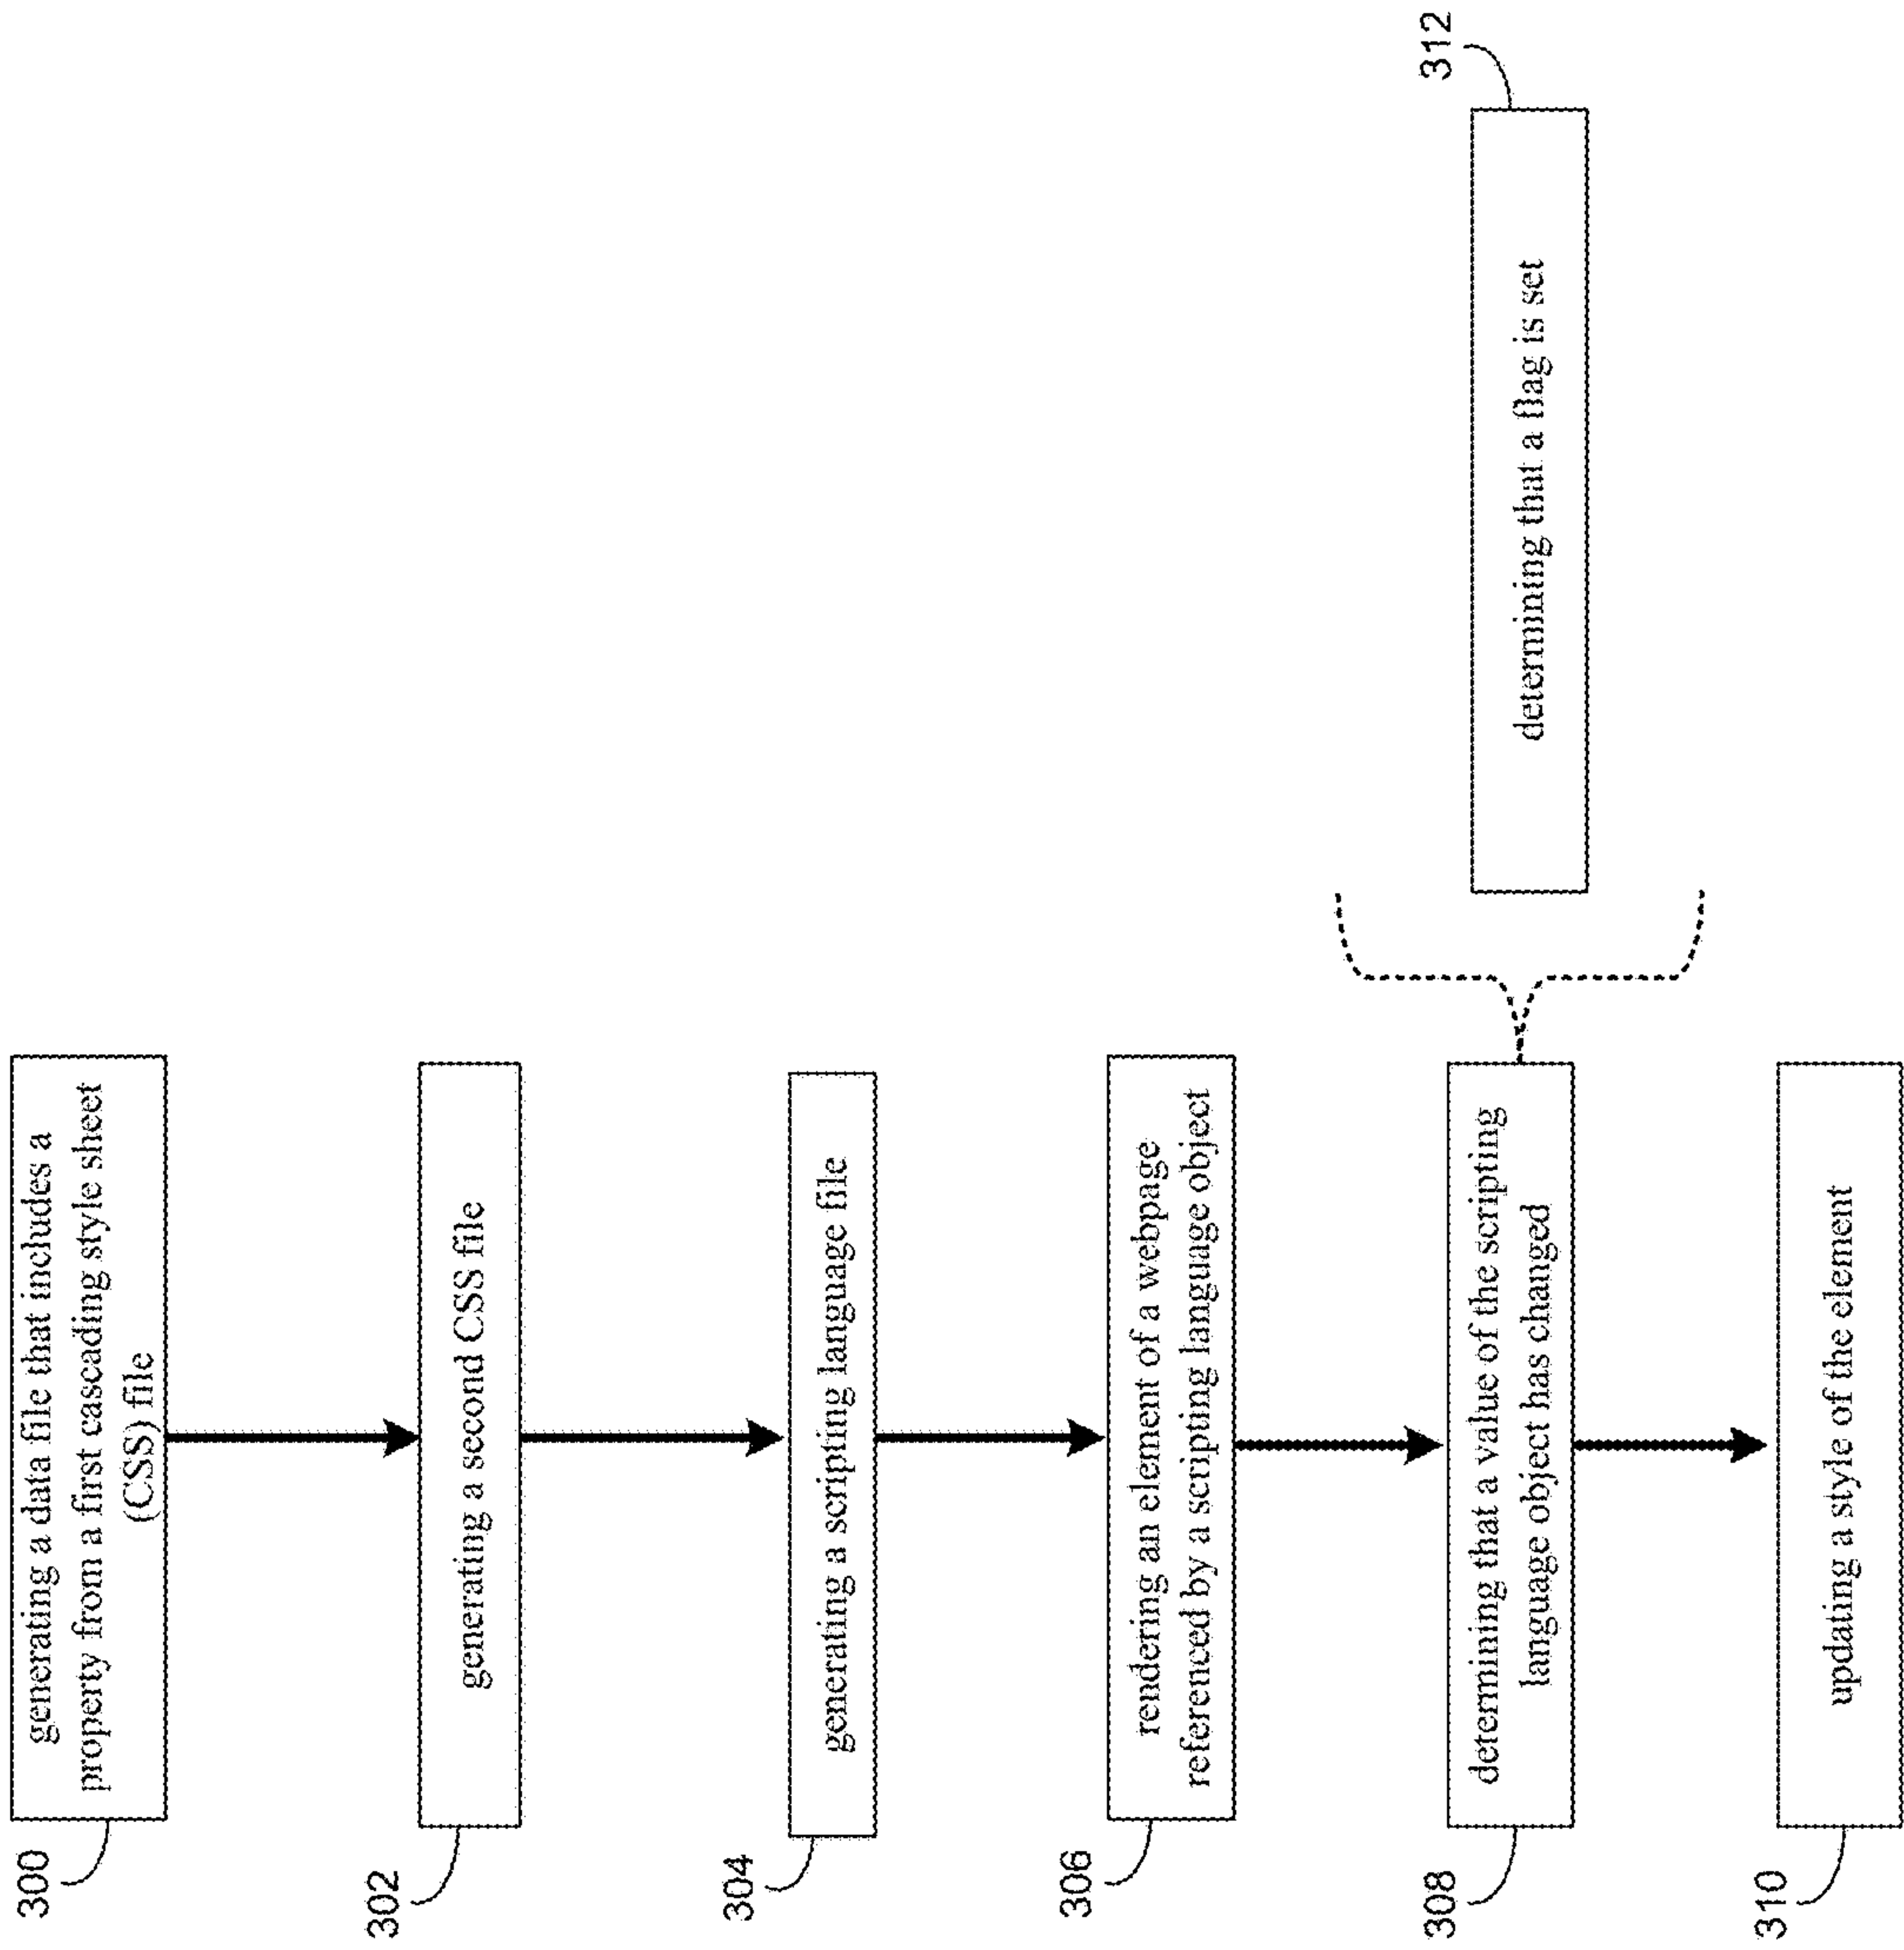 300
generating a data file that includes a
property from a first cascading style sheet
(CSS) file
302
generating a second CSS file
304
generating a scripting language file
306
rendering an element of a webpage
referenced by a scripting language object
308
determining that a value of the scripting
language object has changed
312
determining that a flag is set
310
updating a style of the element